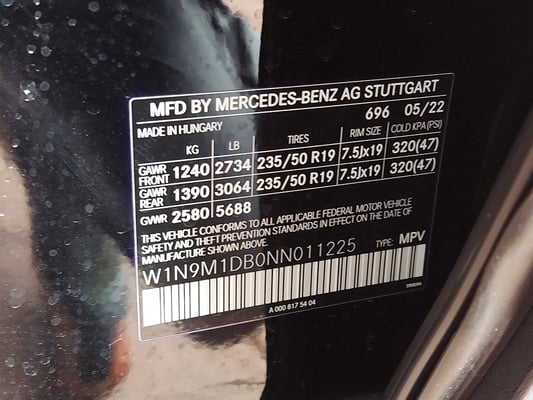 MFD BY MERCEDES-BENZ AG STUTTGART
MADE IN HUNGARY 696 05/22
KG LB TIRES RIM SIZE COLD KPA (PSI)
GAWR FRONT 1240 2734 235/50 R19 7.5Jx19 320(47)
GAWR REAR 1390 3064 235/50 R19 7.5Jx19 320(47)
GVWR 2580 5688
THIS VEHICLE CONFORMS TO ALL APPLICABLE FEDERAL MOTOR VEHICLE
SAFETY STANDARDS IN EFFECT ON THE DATE OF
MANUFACTURE SHOWN ABOVE.
W1N9M1DB0NN011225 TYPE: MPV
A 000 817 54 04